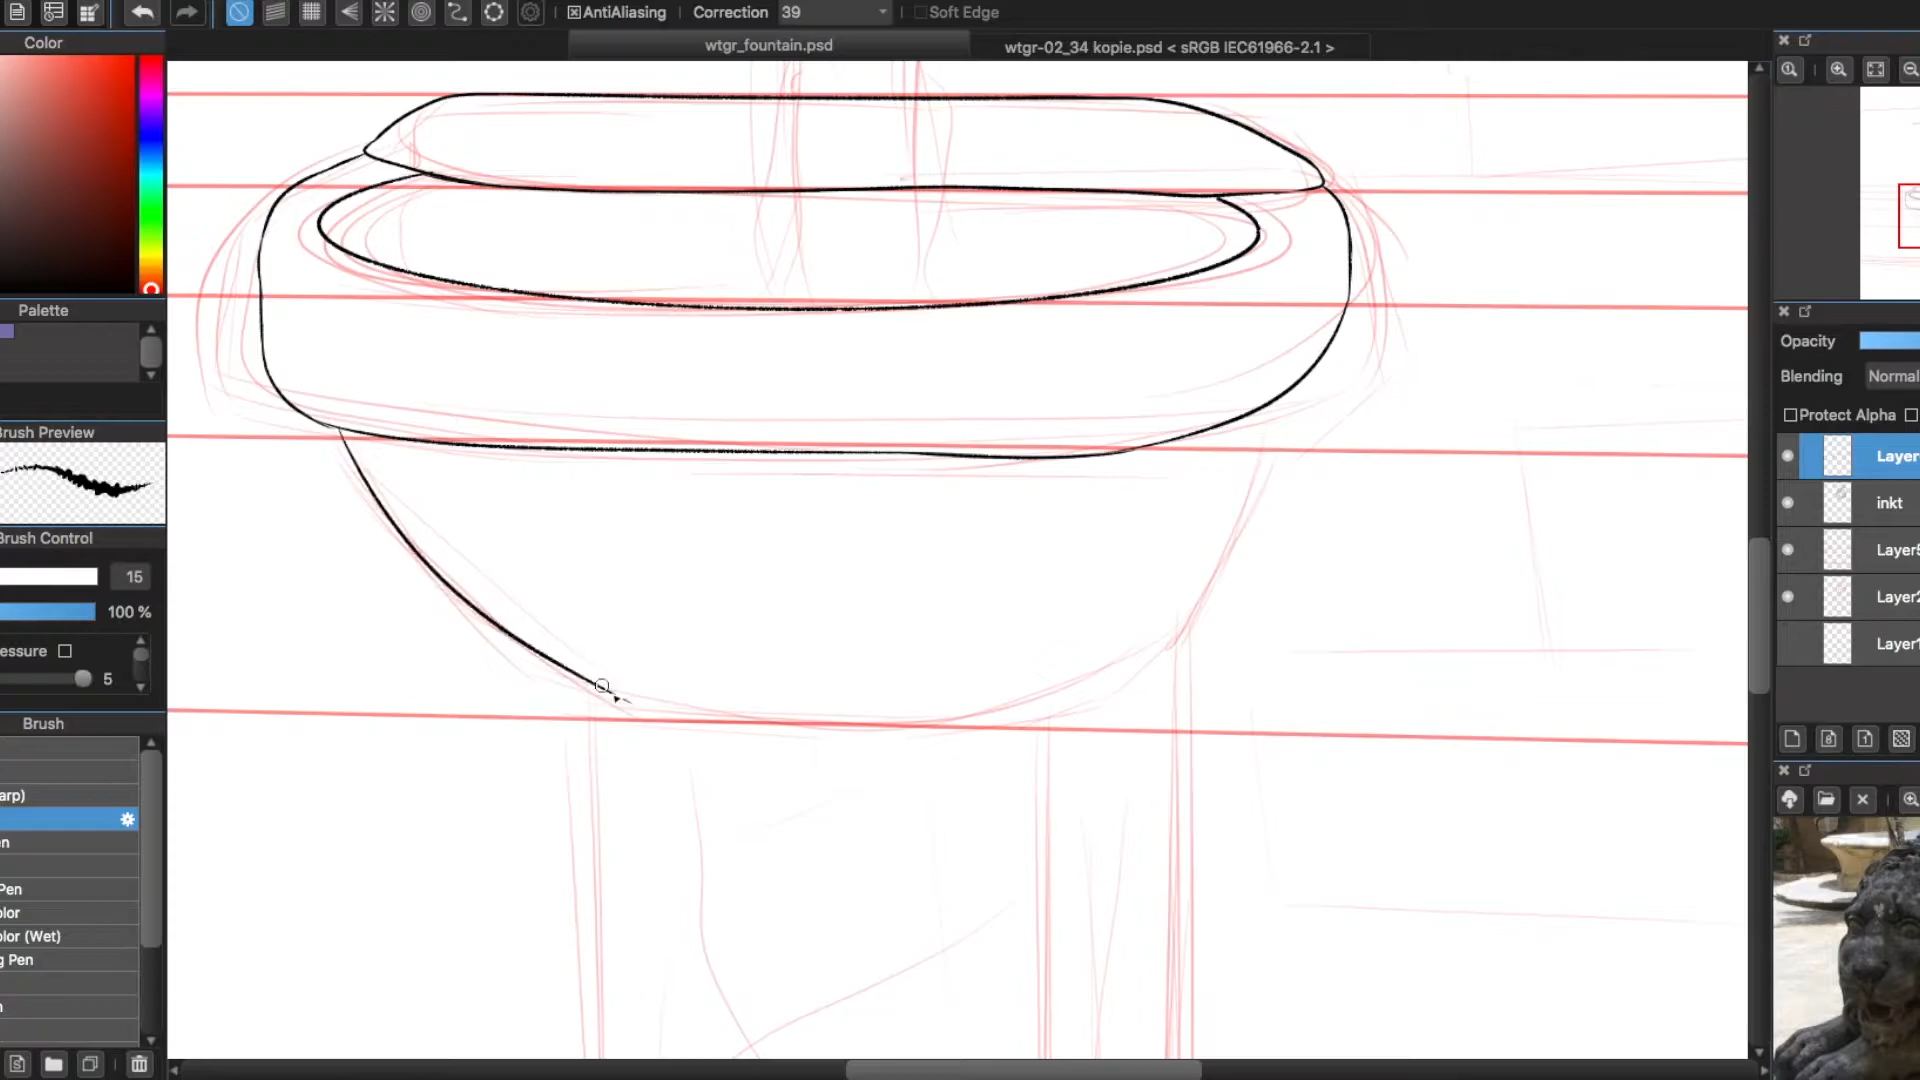 AntiAliasing Correction 39 Soft Edge
Color
wtgr_fountain.psd wtgr-02_34 kopie.psd < sRGB IEC61966-2.1 >
Palette
Opacity
Blending Normal
Brush Preview
Protect Alpha
Layer
inkt
Brush Control
15
100 %
essure 5
Layer5
Layer2
Layer1
Brush
arp)
en
Pen
olor
olor (Wet)
g Pen
n